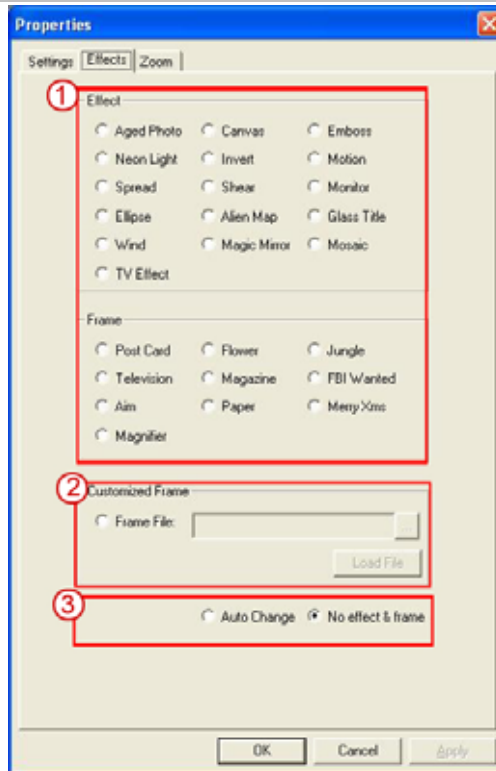 Properties
Settings Effects Zoom
1
Effect
Aged Photo Canvas Emboss
Neon Light Invert Motion
Spread Shear Monitor
Ellipse Alien Map Glass Title
Wind Magic Mirror Mosaic
TV Effect
Frame
Post Card Flower Jungle
Television Magazine FBI Wanted
Aim Paper Merry Xms
Magnifier
2
Customized Frame
Frame File:
Load File
3
Auto Change No effect & frame
OK Cancel Apply